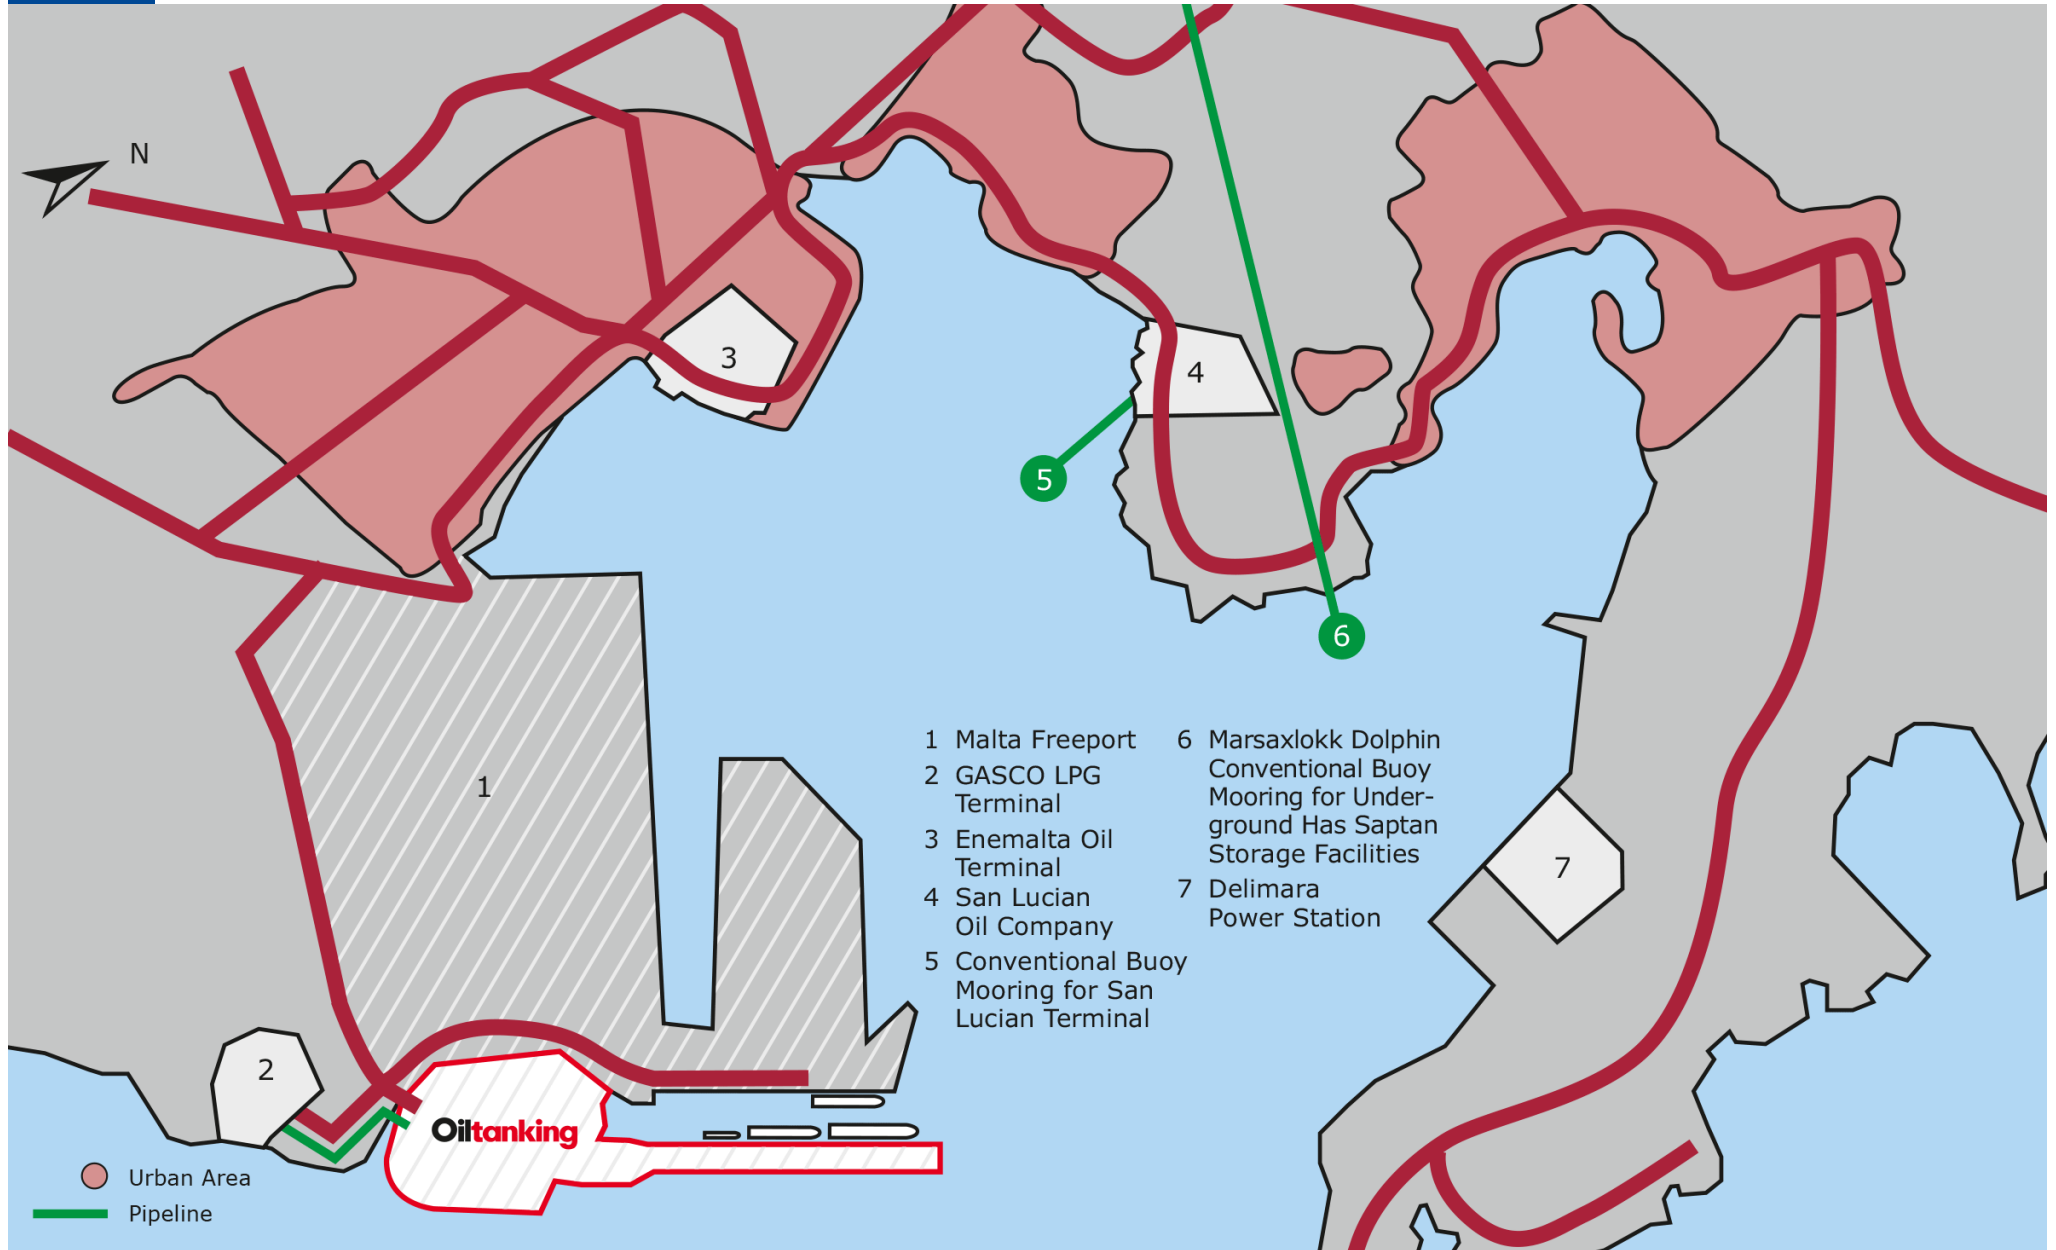 N
3
4
5
6
1
1 Malta Freeport
2 GASCO LPG
Terminal
3 Enemalta Oil
Terminal
4 San Lucian
Oil Company
5 Conventional Buoy
Mooring for San
Lucian Terminal
6 Marsaxlokk Dolphin
Conventional Buoy
Mooring for Under-
ground Has Saptan
Storage Facilities
7 Delimara
Power Station
7
2
Oiltanking
Urban Area
Pipeline